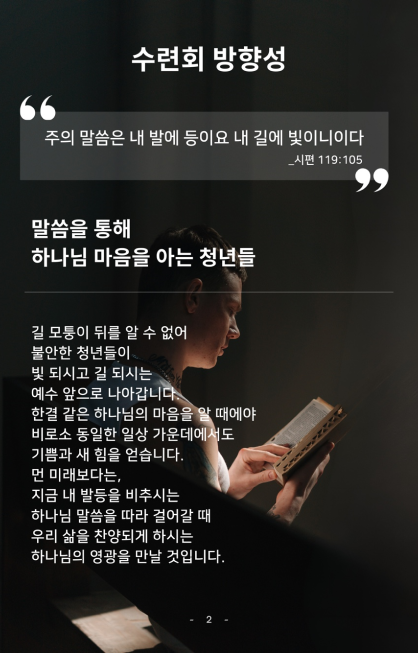 수련회 방향성
“
주의 말씀은 내 발에 등이요 내 길에 빛이니이다
_시편 119:105
”
말씀을 통해
하나님 마음을 아는 청년들
길 모퉁이 뒤를 알 수 없어
불안한 청년들이
빛 되시고 길 되시는
예수 앞으로 나아갑니다.
한결 같은 하나님의 마음을 알 때에야
비로소 동일한 일상 가운데에서도
기쁨과 새 힘을 얻습니다.
먼 미래보다는,
지금 내 발등을 비추시는
하나님 말씀을 따라 걸어갈 때
우리 삶을 찬양되게 하시는
하나님의 영광을 만날 것입니다.
- 2 -